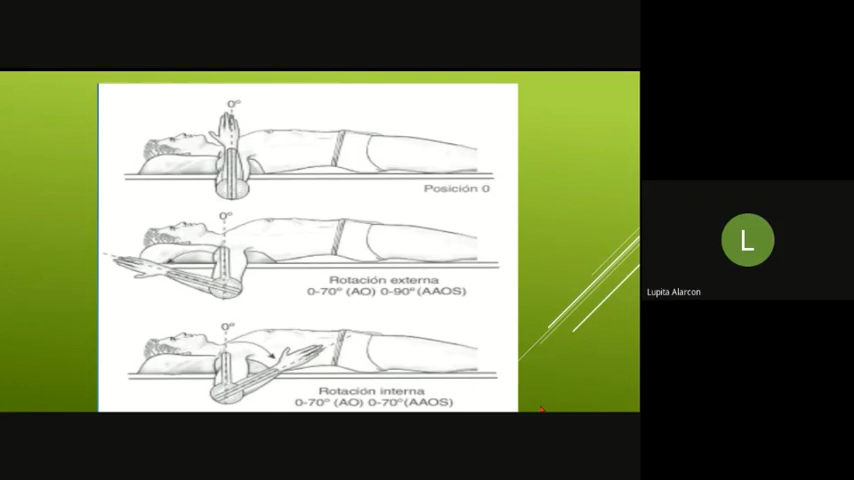 0°
Posición 0
0°
Rotación externa
0-70° (AO) 0-90° (AAOS)
0°
Rotación interna
0-70° (AO) 0-70°(AAOS)
L
Lupita Alarcon